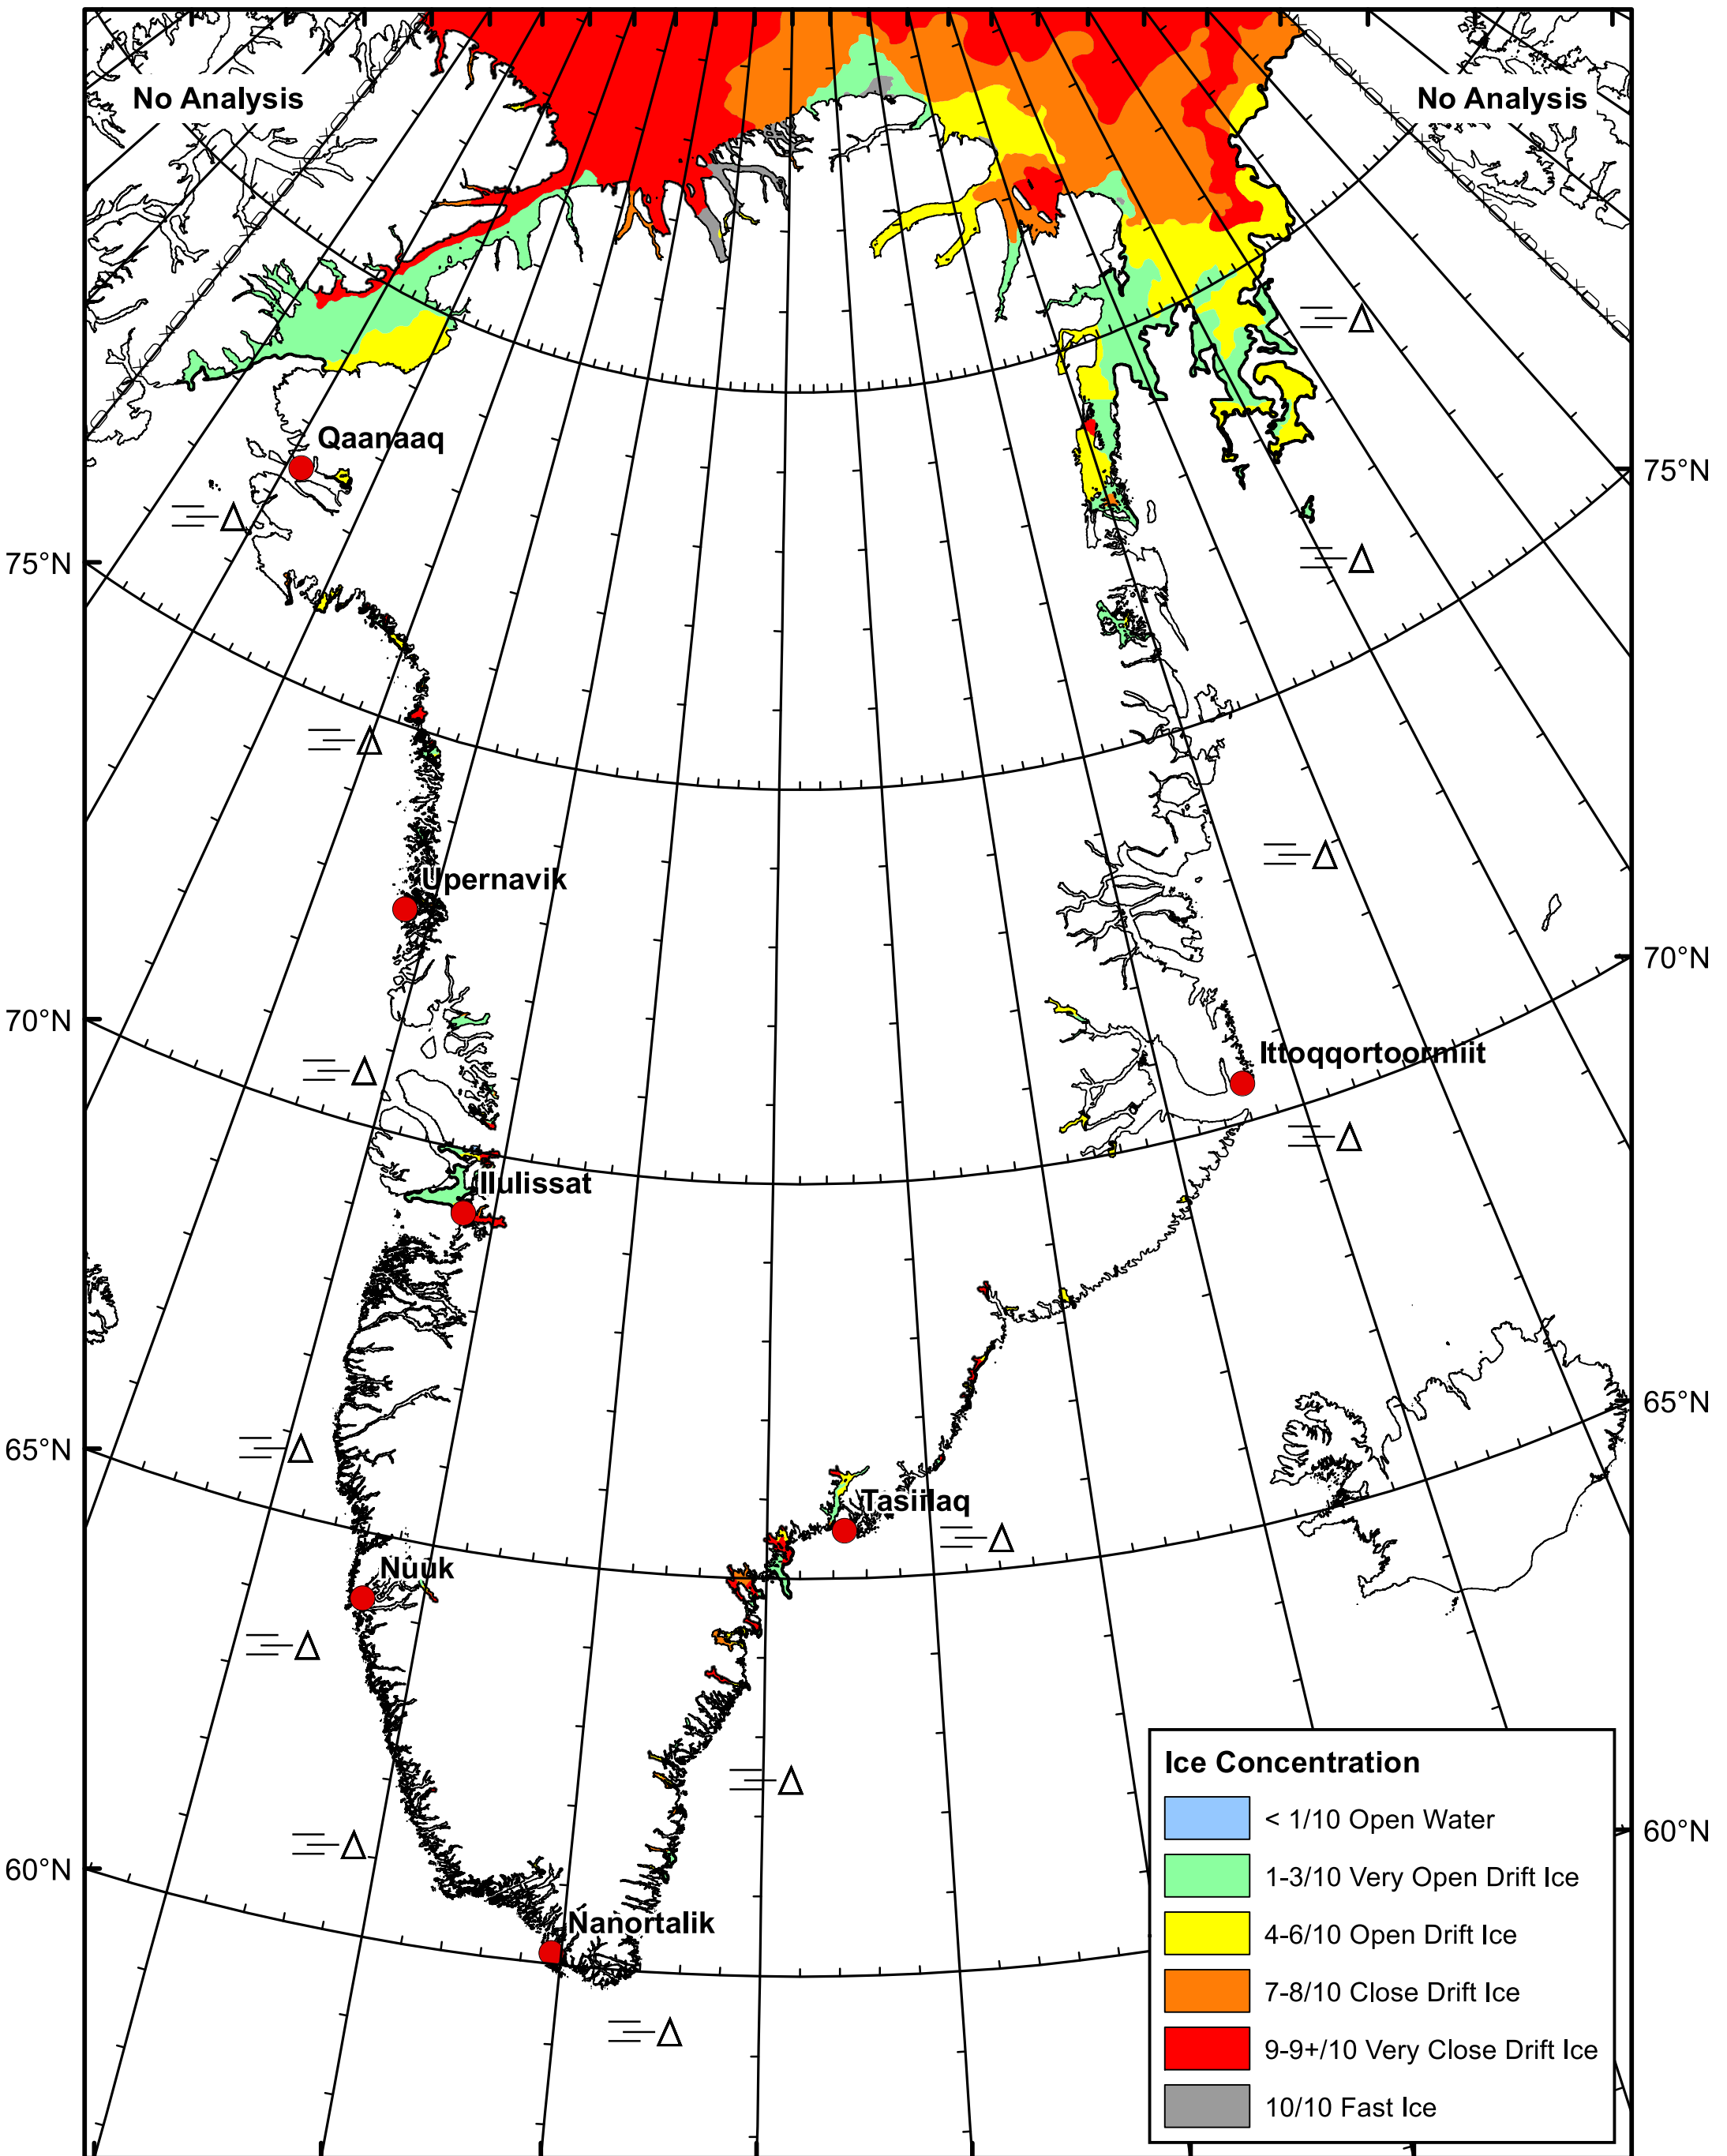 No Analysis
No Analysis
Qaanaaq
75°N
75°N
Upernavik
70°N
70°N
Ittoqqortoormiit
Ilulissat
65°N
65°N
Tasiilaq
Nuuk
60°N
60°N
Nanortalik
Ice Concentration
< 1/10 Open Water
1-3/10 Very Open Drift Ice
4-6/10 Open Drift Ice
7-8/10 Close Drift Ice
9-9+/10 Very Close Drift Ice
10/10 Fast Ice